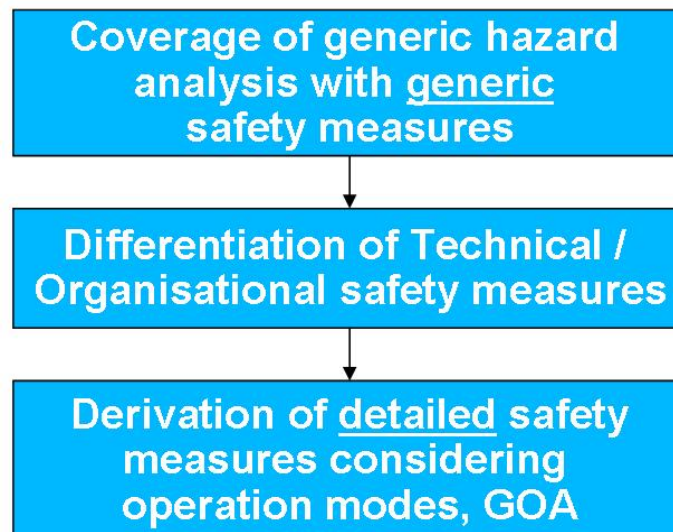 Coverage of generic hazard
analysis with generic
safety measures
Differentiation of Technical /
Organisational safety measures
Derivation of detailed safety
measures considering
operation modes, GOA